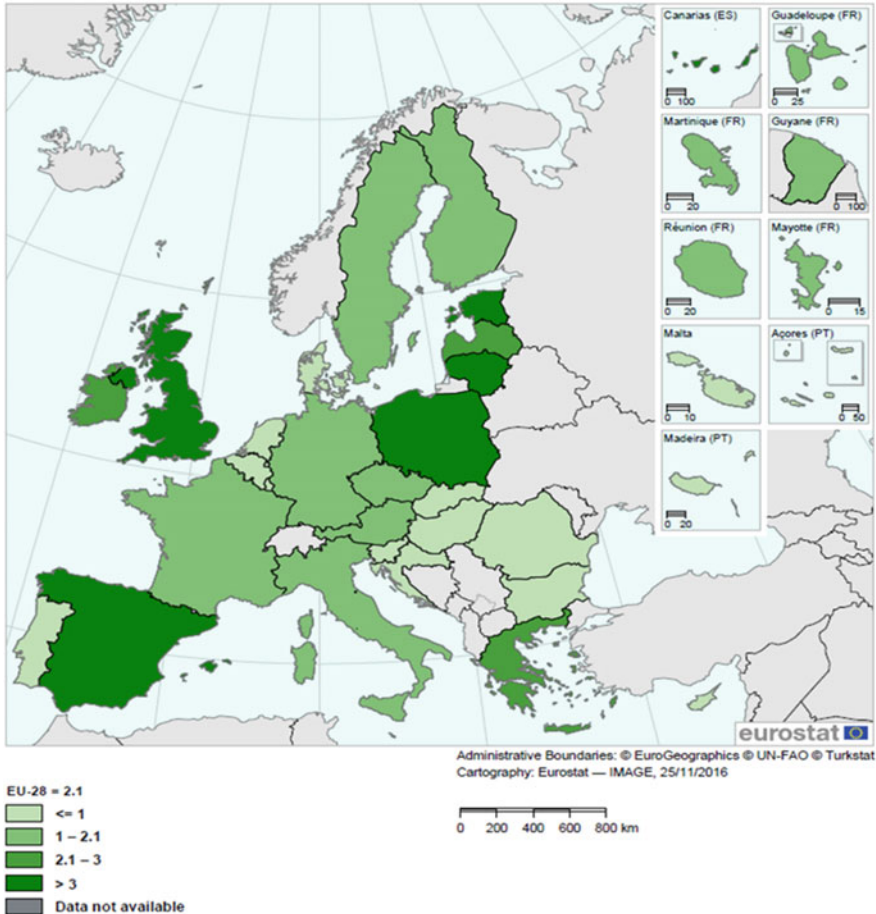 Canarias (ES)
0 100
Guadeloupe (FR)
0 25
Martinique (FR)
0 20
Guyane (FR)
0 100
Réunion (FR)
0 20
Mayotte (FR)
0 15
Malta
0 10
Açores (PT)
0 50
Madeira (PT)
0 20
eurostat
Administrative Boundaries: © EuroGeographics © UN-FAO © Turkstat
Cartography: Eurostat — IMAGE, 25/11/2016
EU-28 = 2.1
<= 1
1 – 2.1
2.1 – 3
> 3
Data not available
0 200 400 600 800 km